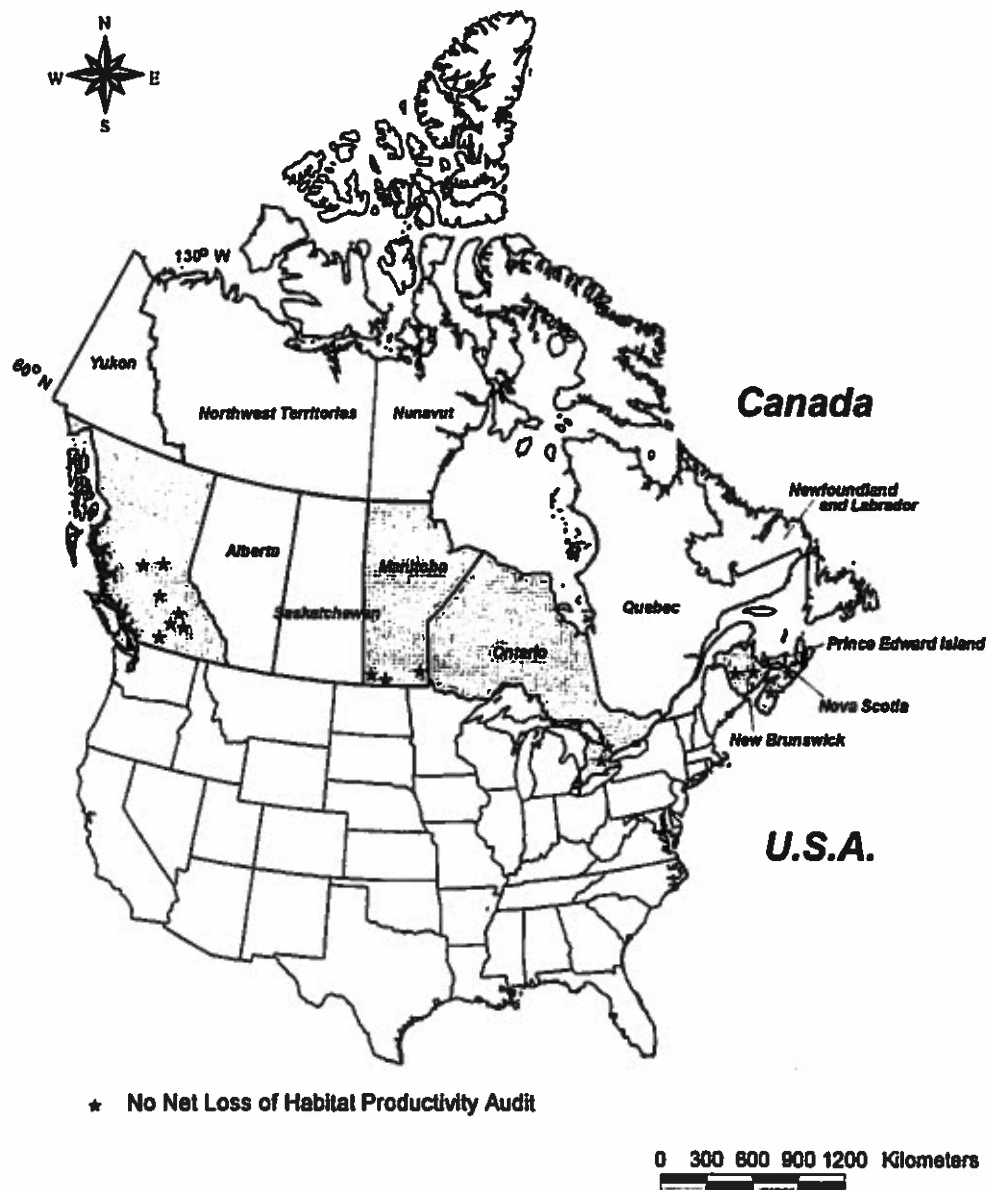 N
W E
S
130° W
60° N
Yukon
Northwest Territories
Nunavut
Canada
Newfoundland
and Labrador
Alberta
Manitoba
Saskatchewan
Quebec
Ontario
Prince Edward Island
Nova Scotia
New Brunswick
U.S.A.
* No Net Loss of Habitat Productivity Audit
0 300 600 900 1200 Kilometers